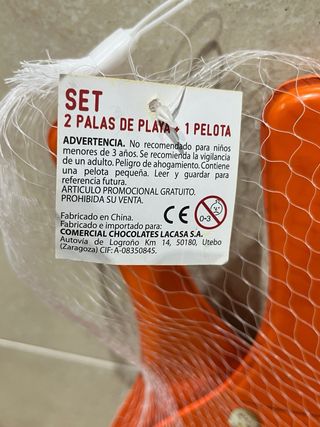 SET
2 PALAS DE PLAYA + 1 PELOTA
ADVERTENCIA. No recomendado para niños
menores de 3 años. Se recomienda la vigilancia
de un adulto. Peligro de ahogamiento. Contiene
una pelota pequeña. Leer y guardar para
referencia futura.
ARTICULO PROMOCIONAL GRATUITO.
PROHIBIDA SU VENTA.
Fabricado en China.
Fabricado e importado para:
COMERCIAL CHOCOLATES LACASA S.A.
Autovía de Logroño Km 14, 50180, Utebo
(Zaragoza) CIF: A-08350845.
CE
0-3